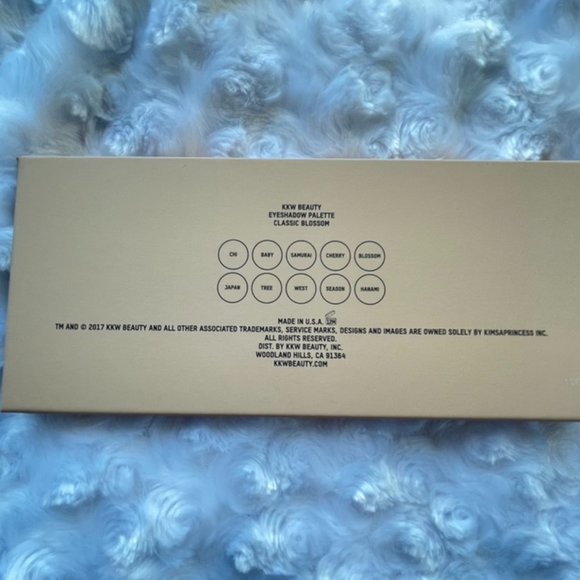 KKW BEAUTY
EYESHADOW PALETTE
CLASSIC BLOSSOM
CHI BABY SAMURAI CHERRY BLOSSOM
JAPAN TREE WEST SEASON HANAMI
MADE IN U.S.A. 12M
TM AND © 2017 KKW BEAUTY AND ALL OTHER ASSOCIATED TRADEMARKS, SERVICE MARKS, DESIGNS AND IMAGES ARE OWNED SOLELY BY KIMSAPRINCESS INC.
ALL RIGHTS RESERVED.
DIST. BY KKW BEAUTY, INC.
WOODLAND HILLS, CA 91364
KKWBEAUTY.COM